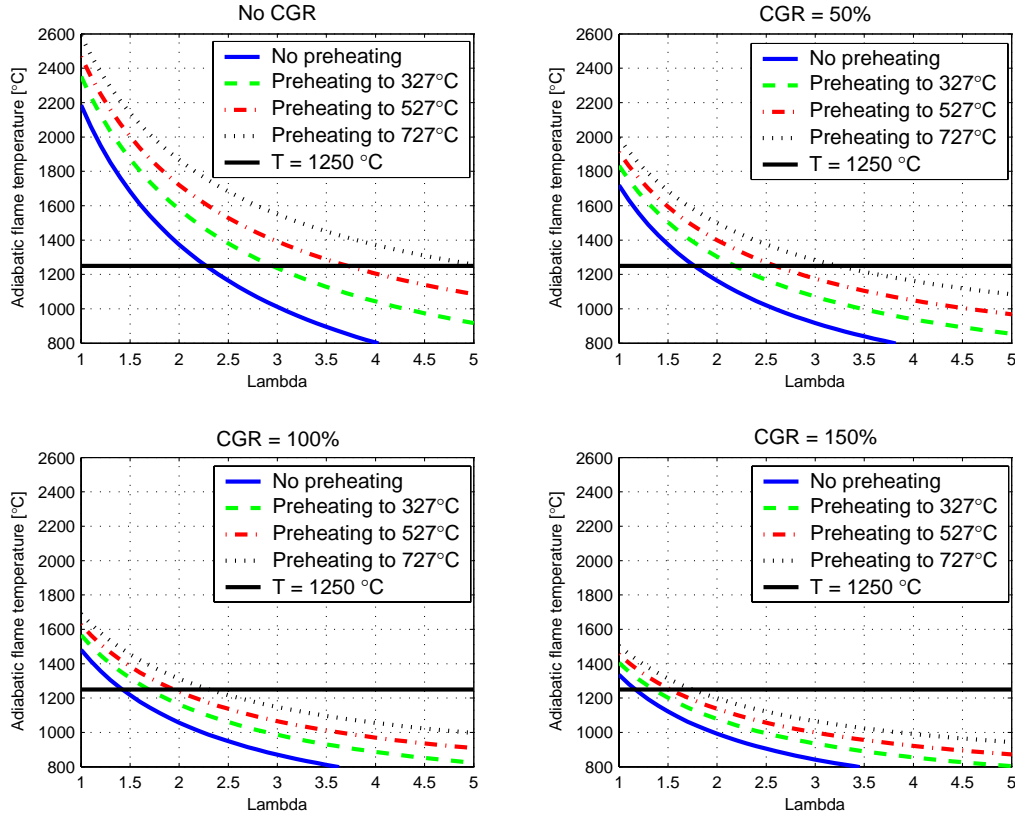 No CGR
Adiabatic flame temperature [°C]
2600
2400
2200
2000
1800
1600
1400
1200
1000
800
No preheating
Preheating to 327°C
Preheating to 527°C
Preheating to 727°C
T = 1250 °C
1 1.5 2 2.5 3 3.5 4 4.5 5
Lambda
CGR = 50%
Adiabatic flame temperature [°C]
2600
2400
2200
2000
1800
1600
1400
1200
1000
800
No preheating
Preheating to 327°C
Preheating to 527°C
Preheating to 727°C
T = 1250 °C
1 1.5 2 2.5 3 3.5 4 4.5 5
Lambda
CGR = 100%
Adiabatic flame temperature [°C]
2600
2400
2200
2000
1800
1600
1400
1200
1000
800
No preheating
Preheating to 327°C
Preheating to 527°C
Preheating to 727°C
T = 1250 °C
1 1.5 2 2.5 3 3.5 4 4.5 5
Lambda
CGR = 150%
Adiabatic flame temperature [°C]
2600
2400
2200
2000
1800
1600
1400
1200
1000
800
No preheating
Preheating to 327°C
Preheating to 527°C
Preheating to 727°C
T = 1250 °C
1 1.5 2 2.5 3 3.5 4 4.5 5
Lambda